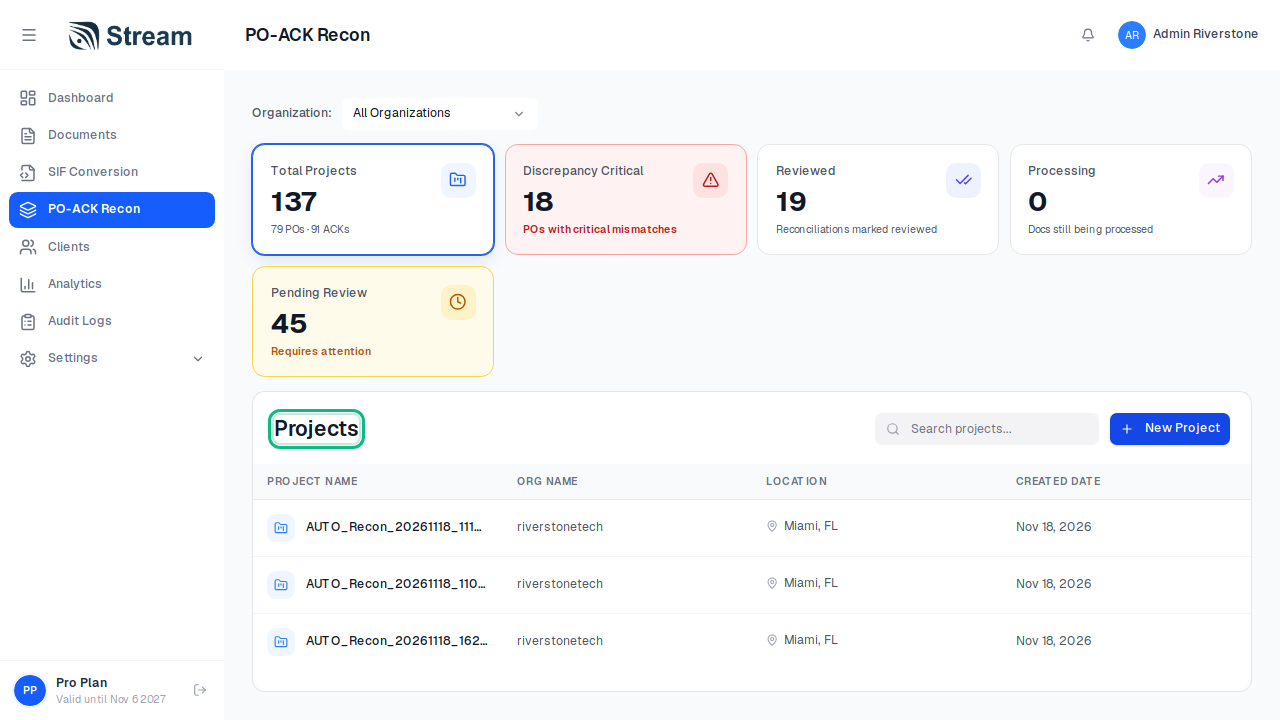 Stream
PO-ACK Recon
AR
Admin Riverstone
Dashboard
Documents
SIF Conversion
PO-ACK Recon
Clients
Analytics
Audit Logs
Settings
PP
Pro Plan
Valid until Nov 6 2027
Organization:
All Organizations
Total Projects
137
79 POs · 91 ACKs
Discrepancy Critical
18
POs with critical mismatches
Reviewed
19
Reconciliations marked reviewed
Processing
0
Docs still being processed
Pending Review
45
Requires attention
Projects
Search projects...
New Project
PROJECT NAME ORG NAME LOCATION CREATED DATE
AUTO_Recon_20261118_111... riverstonetech Miami, FL Nov 18, 2026
AUTO_Recon_20261118_110... riverstonetech Miami, FL Nov 18, 2026
AUTO_Recon_20261118_162... riverstonetech Miami, FL Nov 18, 2026